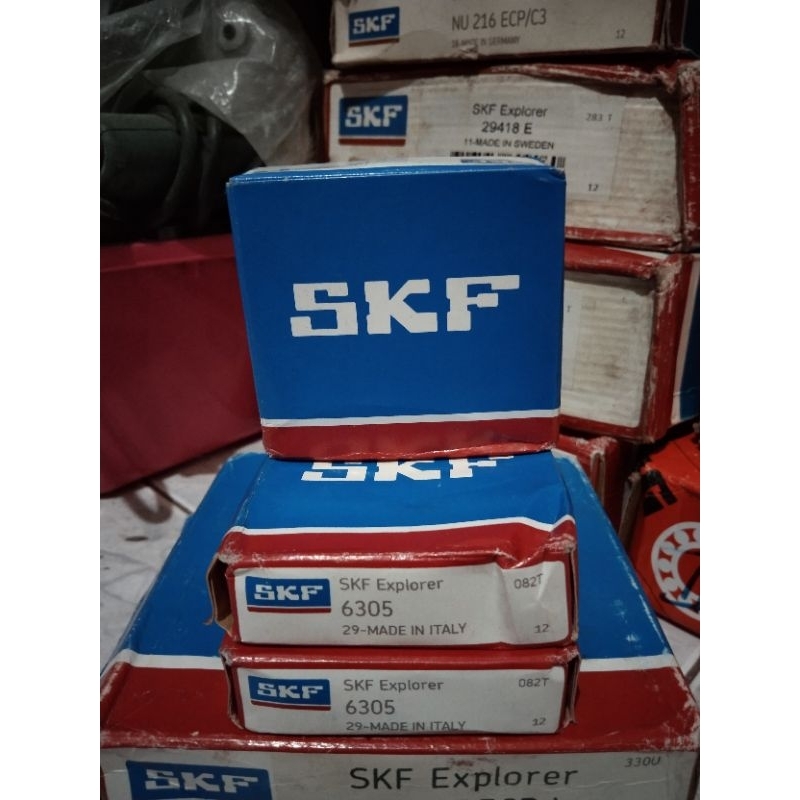 SKF
NU 216 ECP/C3
12
SKF
SKF Explorer
29418 E
11-MADE IN SWEDEN
283 T
12
SKF
SKF
SKF
SKF Explorer
082T
6305
29-MADE IN ITALY
12
SKF
SKF Explorer
082T
6305
29-MADE IN ITALY
12
SKF
SKF Explorer
330U